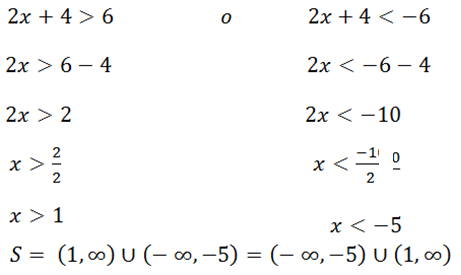 2x + 4 > 6 o 2x + 4 < −6
2x > 6 − 4 2x < −6 − 4
2x > 2 2x < −10
x > 2/2 x < −10/2
x > 1 x < −5
S = (1, ∞) ∪ (− ∞, −5) = (− ∞, −5) ∪ (1, ∞)